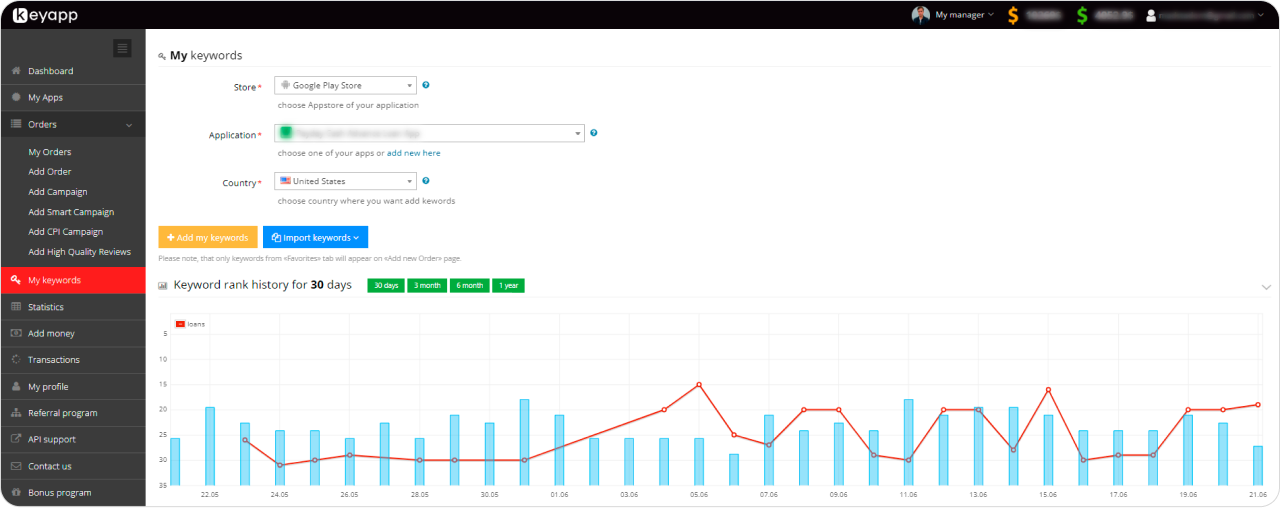 keyapp
My manager
Dashboard
My Apps
Orders
My Orders
Add Order
Add Campaign
Add Smart Campaign
Add CPI Campaign
Add High Quality Reviews
My keywords
Statistics
Add money
Transactions
My profile
Referral program
API support
Contact us
Bonus program
My keywords
Store* Google Play Store
choose Appstore of your application
Application*
choose one of your apps or add new here
Country* United States
choose country where you want add kewords
Add my keywords Import keywords
Please note, that only keywords from «Favorites» tab will appear on «Add new Order» page.
Keyword rank history for 30 days 30 days 3 month 6 month 1 year
loans
5
10
15
20
25
30
35
22.05 24.05 26.05 28.05 30.05 01.06 03.06 05.06 07.06 09.06 11.06 13.06 15.06 17.06 19.06 21.06